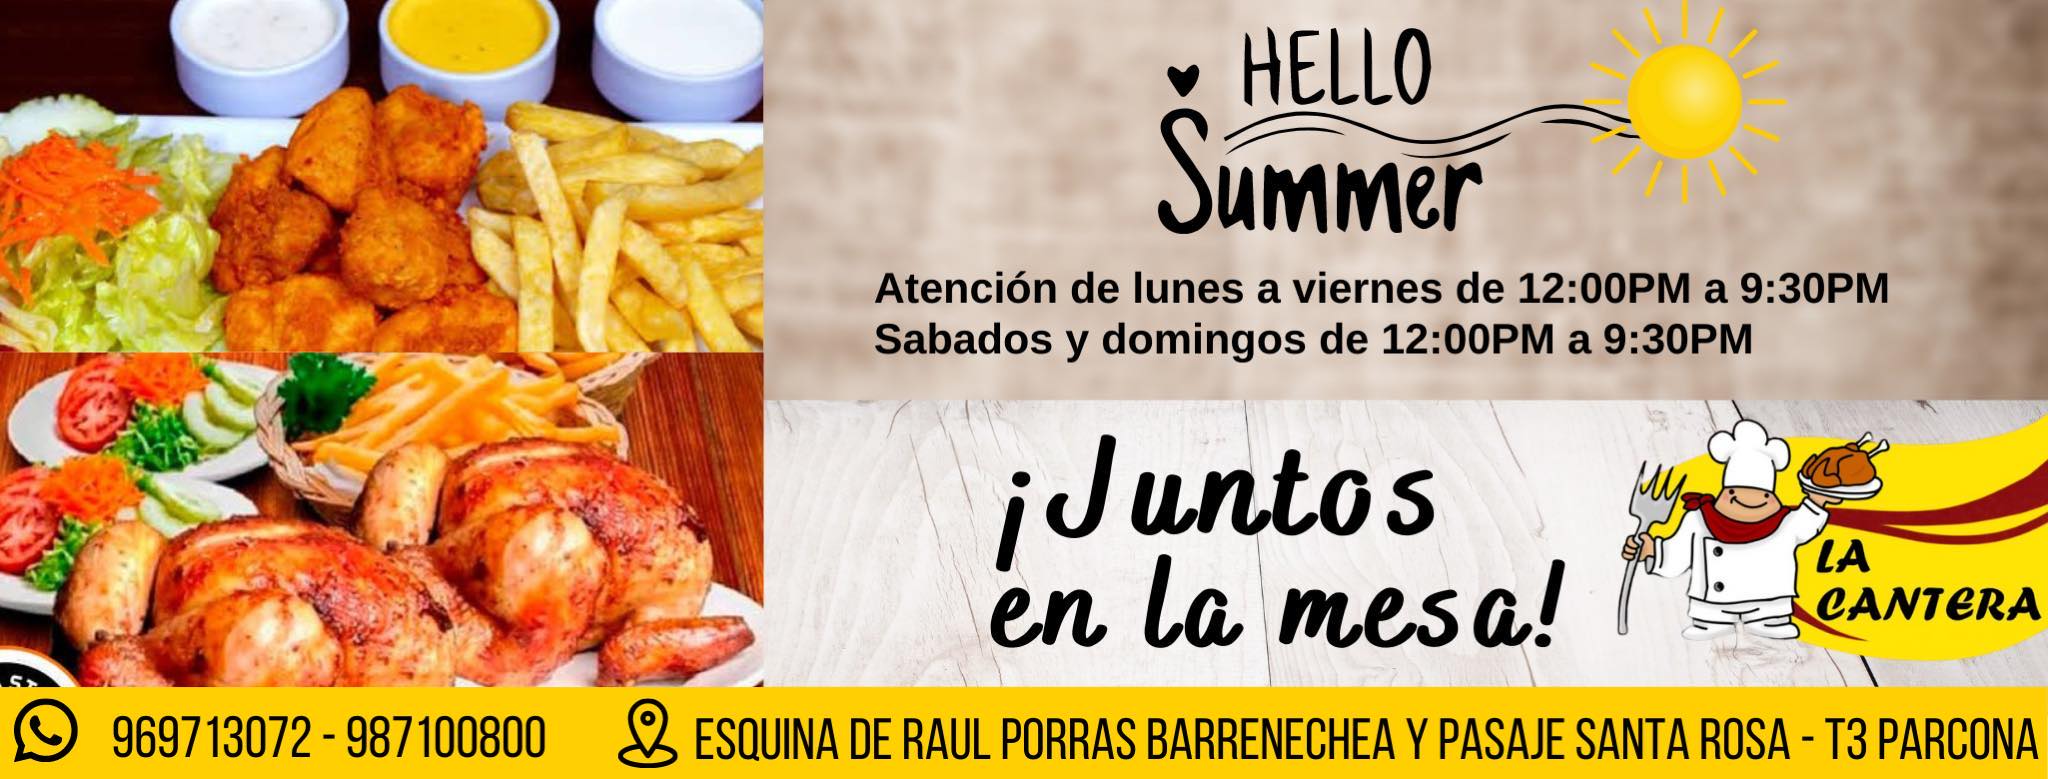 HELLO
Summer
Atención de lunes a viernes de 12:00PM a 9:30PM
Sabados y domingos de 12:00PM a 9:30PM
¡Juntos
en la mesa!
LA
CANTERA
969713072 - 987100800
ESQUINA DE RAUL PORRAS BARRENECHEA Y PASAJE SANTA ROSA - T3 PARCONA